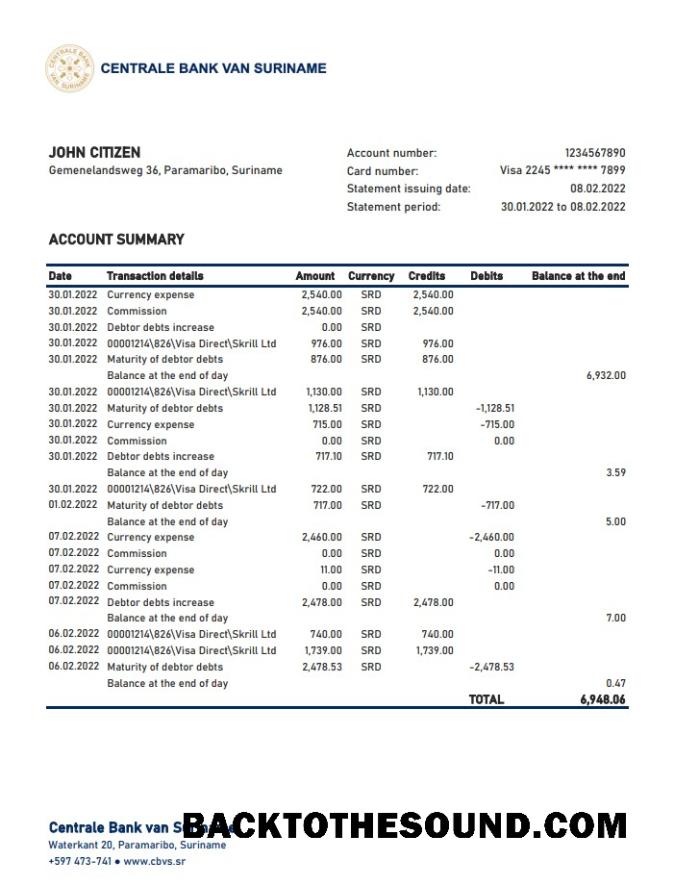 CENTRALE BANK VAN SURINAME
CENTRALE BANK VAN SURINAME
JOHN CITIZEN
Gemenelandsweg 36, Paramaribo, Suriname
Account number: 1234567890
Card number: Visa 2245 **** **** 7899
Statement issuing date: 08.02.2022
Statement period: 30.01.2022 to 08.02.2022
ACCOUNT SUMMARY
Date Transaction details Amount Currency Credits Debits Balance at the end
30.01.2022 Currency expense 2,540.00 SRD 2,540.00
30.01.2022 Commission 2,540.00 SRD 2,540.00
30.01.2022 Debtor debts increase 0.00 SRD
30.01.2022 00001214\826\Visa Direct\Skrill Ltd 976.00 SRD 976.00
30.01.2022 Maturity of debtor debts 876.00 SRD 876.00
Balance at the end of day 6,932.00
30.01.2022 00001214\826\Visa Direct\Skrill Ltd 1,130.00 SRD 1,130.00
30.01.2022 Maturity of debtor debts 1,128.51 SRD -1,128.51
30.01.2022 Currency expense 715.00 SRD -715.00
30.01.2022 Commission 0.00 SRD 0.00
30.01.2022 Debtor debts increase 717.10 SRD 717.10
Balance at the end of day 3.59
30.01.2022 00001214\826\Visa Direct\Skrill Ltd 722.00 SRD 722.00
01.02.2022 Maturity of debtor debts 717.00 SRD -717.00
Balance at the end of day 5.00
07.02.2022 Currency expense 2,460.00 SRD -2,460.00
07.02.2022 Commission 0.00 SRD 0.00
07.02.2022 Currency expense 11.00 SRD -11.00
07.02.2022 Commission 0.00 SRD 0.00
07.02.2022 Debtor debts increase 2,478.00 SRD 2,478.00
Balance at the end of day 7.00
06.02.2022 00001214\826\Visa Direct\Skrill Ltd 740.00 SRD 740.00
06.02.2022 00001214\826\Visa Direct\Skrill Ltd 1,739.00 SRD 1,739.00
06.02.2022 Maturity of debtor debts 2,478.53 SRD -2,478.53
Balance at the end of day 0.47
TOTAL 6,948.06
Centrale Bank van
BACKTOTHESOUND.COM
Waterkant 20, Paramaribo, Suriname
+597 473-741 ● www.cbvs.sr